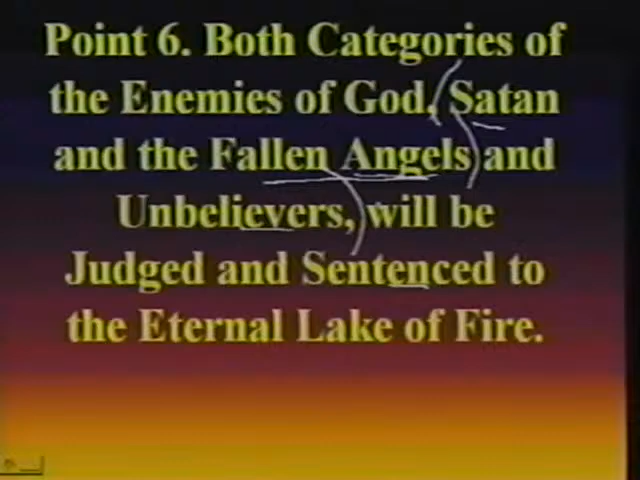 Point 6. Both Categories of
the Enemies of God, Satan
and the Fallen Angels and
Unbelievers, will be
Judged and Sentenced to
the Eternal Lake of Fire.